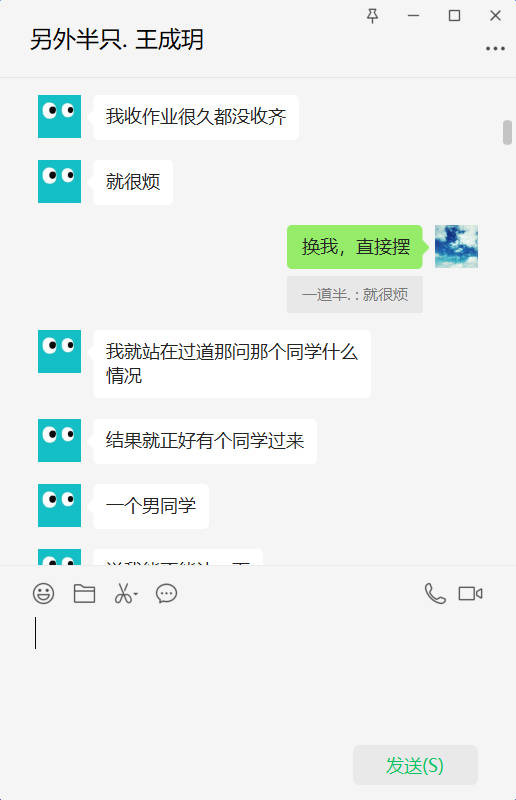 另外半只. 王成玥
我收作业很久都没收齐
就很烦
换我，直接摆
一道半. : 就很烦
我就站在过道那问那个同学什么
情况
结果就正好有个同学过来
一个男同学
发送(S)